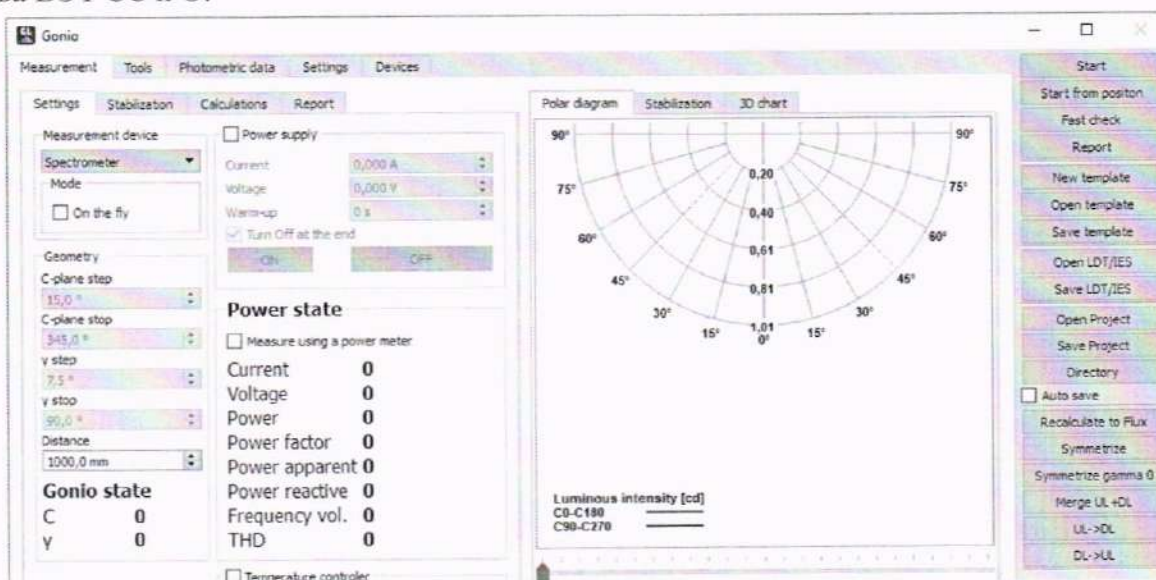 Gonio
Measurement Tools Photometric data Settings Devices
Settings Stabilization Calculations Report
Measurement device
Spectrometer
Mode
On the fly
Geometry
C-plane step
15,0 °
C-plane stop
345,0 °
γ step
7,5 °
γ stop
90,0 °
Distance
1000,0 mm
Gonio state
C 0
γ 0
Power supply
Current 0,000 A
Voltage 0,000 V
Warm-up 0 s
Turn Off at the end
ON OFF
Power state
Measure using a power meter
Current 0
Voltage 0
Power 0
Power factor 0
Power apparent 0
Power reactive 0
Frequency vol. 0
THD 0
Temperature controler
Polar diagram Stabilization 3D chart
90° 90°
0,20
75° 75°
0,40
60° 60°
0,61
45° 45°
0,81
30° 30°
15° 1,01 15°
0°
Luminous intensity [cd]
C0-C180
C90-C270
Start
Start from positon
Fast check
Report
New template
Open template
Save template
Open LDT/IES
Save LDT/IES
Open Project
Save Project
Directory
Auto save
Recalculate to Flux
Symmetrize
Symmetrize gamma 0
Merge UL +DL
UL->DL
DL->UL